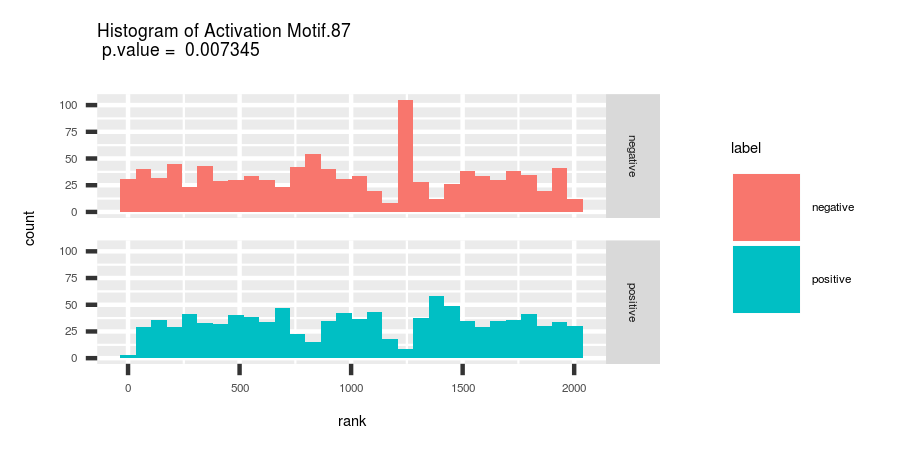 Histogram of Activation Motif.87
p.value = 0.007345
100
75
50
25
0
negative
100
75
50
25
0
positive
0
500
1000
1500
2000
rank
count
label
negative
positive